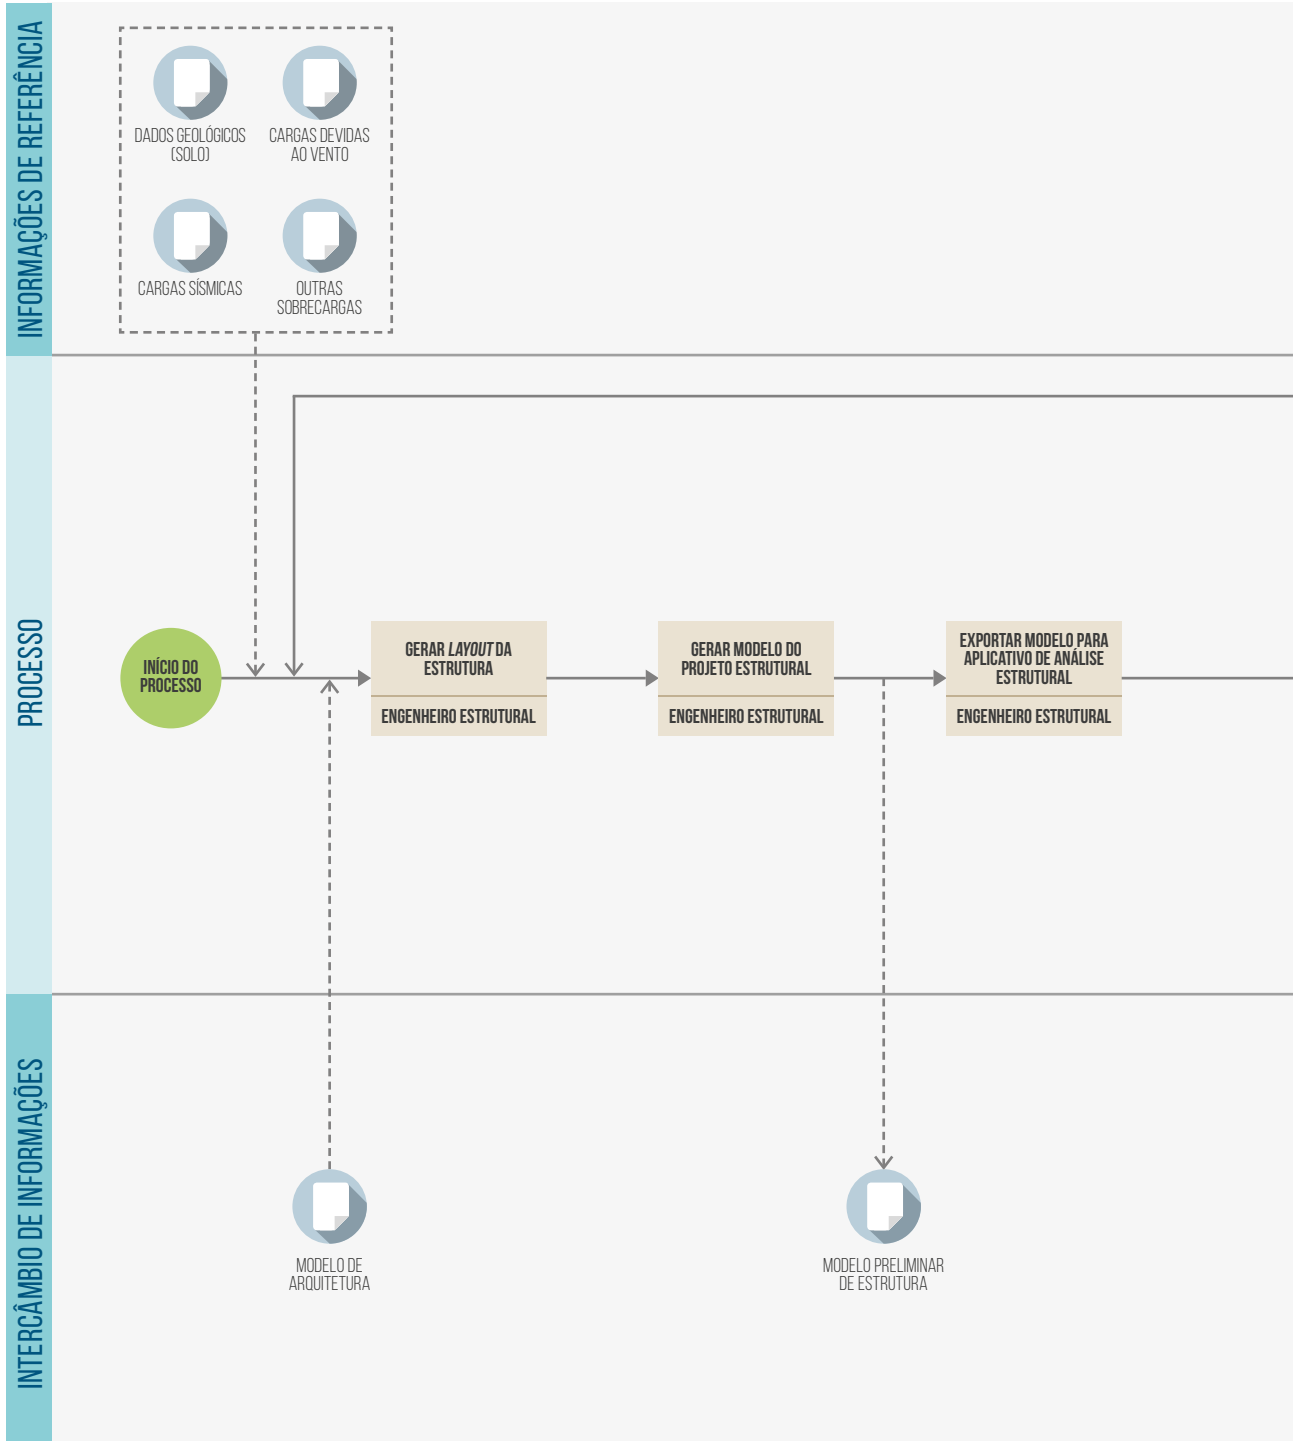 INFORMAÇÕES DE REFERÊNCIA
DADOS GEOLÓGICOS
(SOLO)
CARGAS DEVIDAS
AO VENTO
CARGAS SÍSMICAS
OUTRAS
SOBRECARGAS
PROCESSO
INÍCIO DO
PROCESSO
GERAR LAYOUT DA
ESTRUTURA
ENGENHEIRO ESTRUTURAL
GERAR MODELO DO
PROJETO ESTRUTURAL
ENGENHEIRO ESTRUTURAL
EXPORTAR MODELO PARA
APLICATIVO DE ANÁLISE
ESTRUTURAL
ENGENHEIRO ESTRUTURAL
INTERCÂMBIO DE INFORMAÇÕES
MODELO DE
ARQUITETURA
MODELO PRELIMINAR
DE ESTRUTURA